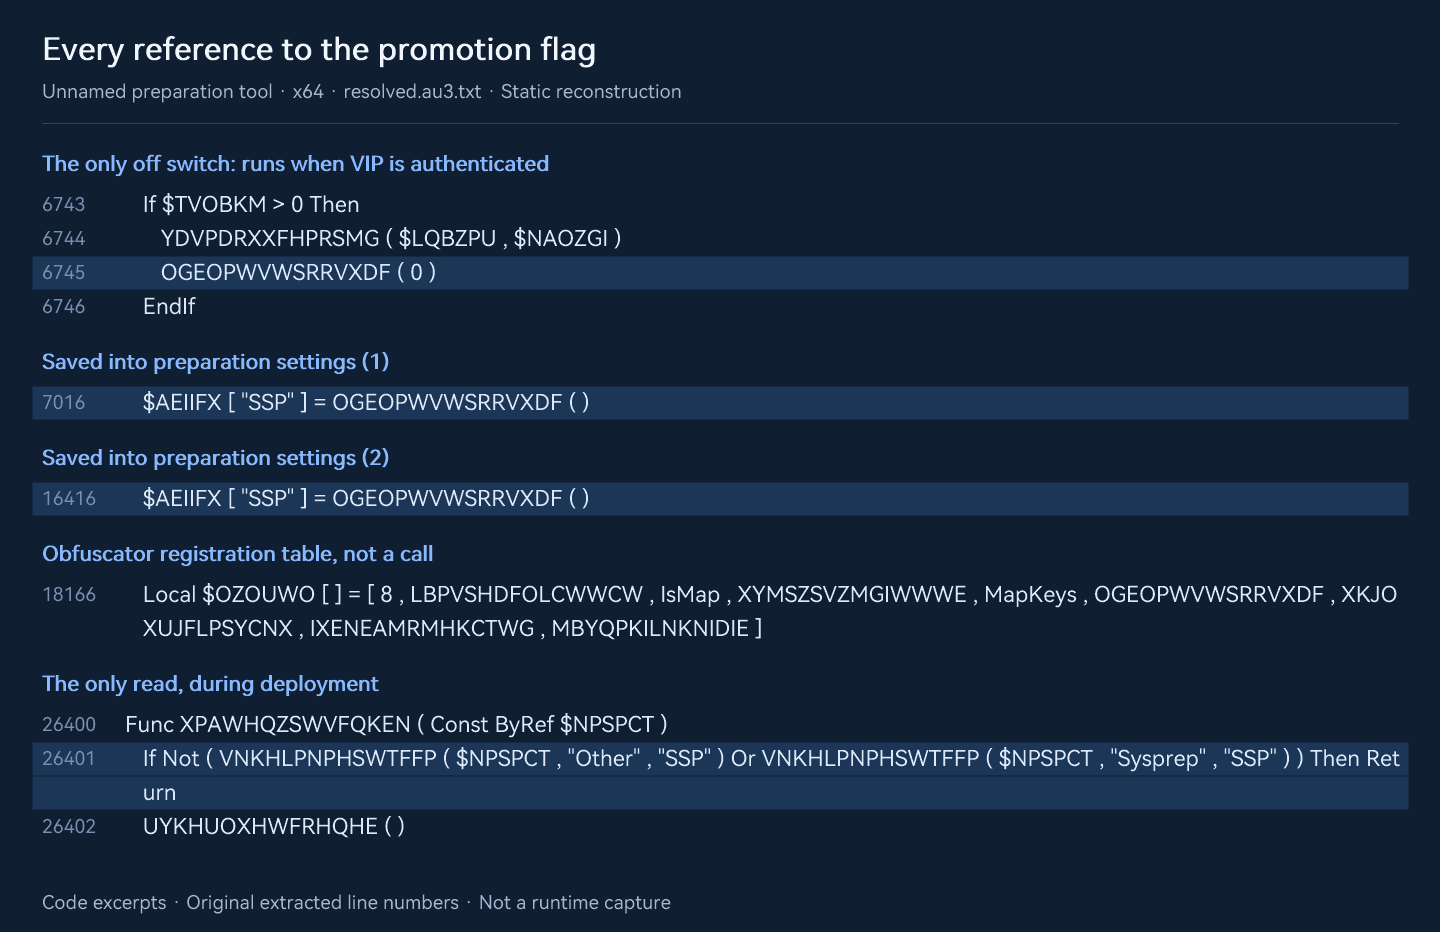 Every reference to the promotion flag
Unnamed preparation tool · x64 · resolved.au3.txt · Static reconstruction
The only off switch: runs when VIP is authenticated
6743 If $TVOBKM > 0 Then
6744 YDVPDRXXFHPRSMG ( $LQBZPU , $NAOZGI )
6745 OGEOPWVWSRRVXDF ( 0 )
6746 EndIf
Saved into preparation settings (1)
7016 $AEIIFX [ "SSP" ] = OGEOPWVWSRRVXDF ( )
Saved into preparation settings (2)
16416 $AEIIFX [ "SSP" ] = OGEOPWVWSRRVXDF ( )
Obfuscator registration table, not a call
18166 Local $OZOUWO [ ] = [ 8 , LBPVSHDFOLCWWCW , IsMap , XYMSZSVZMGIWWWE , MapKeys , OGEOPWVWSRRVXDF , XKJO
XUJFLPSYCNX , IXENEAMRMHKCTWG , MBYQPKILNKNIDIE ]
The only read, during deployment
26400 Func XPAWHQZSWVFQKEN ( Const ByRef $NPSPCT )
26401 If Not ( VNKHLPNPHSWTFFP ( $NPSPCT , "Other" , "SSP" ) Or VNKHLPNPHSWTFFP ( $NPSPCT , "Sysprep" , "SSP" ) ) Then Ret
urn
26402 UYKHUOXHWFRHQHE ( )
Code excerpts · Original extracted line numbers · Not a runtime capture